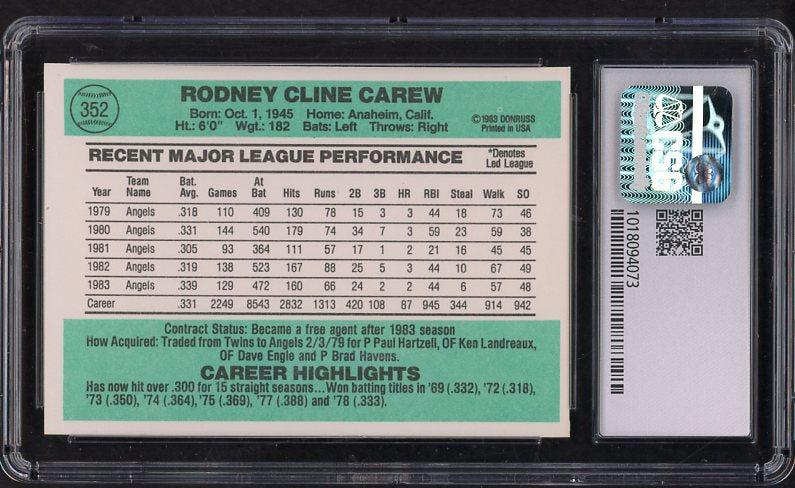 352
RODNEY CLINE CAREW
Born: Oct. 1, 1945 Home: Anaheim, Calif.
Ht.: 6'0" Wgt.: 182 Bats: Left Throws: Right
©1983 DONRUSS
Printed in USA
RECENT MAJOR LEAGUE PERFORMANCE
*Denotes
Led League
Year Team Name Bat. Avg. Games At Bat Hits Runs 2B 3B HR RBI Steal Walk SO
1979 Angels .318 110 409 130 78 15 3 3 44 18 73 46
1980 Angels .331 144 540 179 74 34 7 3 59 23 59 38
1981 Angels .305 93 364 111 57 17 1 2 21 16 45 45
1982 Angels .319 138 523 167 88 25 5 3 44 10 67 49
1983 Angels .339 129 472 160 66 24 2 2 44 6 57 48
Career .331 2249 8543 2832 1313 420 108 87 945 344 914 942
Contract Status: Became a free agent after 1983 season
How Acquired: Traded from Twins to Angels 2/3/79 for P Paul Hartzell, OF Ken Landreaux,
OF Dave Engle and P Brad Havens.
CAREER HIGHLIGHTS
Has now hit over .300 for 15 straight seasons...Won batting titles in '69 (.332), '72 (.318),
'73 (.350), '74 (.364), '75 (.369), '77 (.388) and '78 (.333).
CSG
1018094073